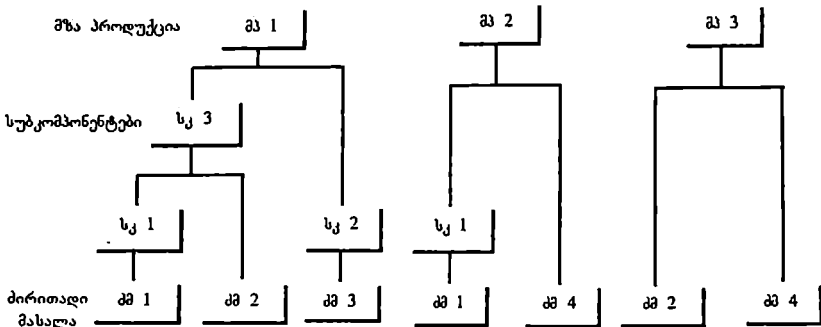 მზა პროდუქცია მპ 1 მპ 2 მპ 3
სუბკომპონენტები სკ 3
სკ 1 სკ 2 სკ 1
ძირითადი
მასალა
ძმ 1 ძმ 2 ძმ 3 ძმ 1 ძმ 4 ძმ 2 ძმ 4